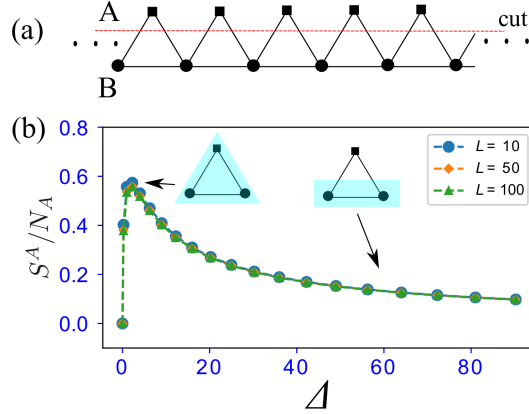 (a)
A
cut
B
(b)
0.8
0.6
0.4
0.2
0.0
S^A/N_A
L = 10
L = 50
L = 100
0 20 40 60 80
Δ